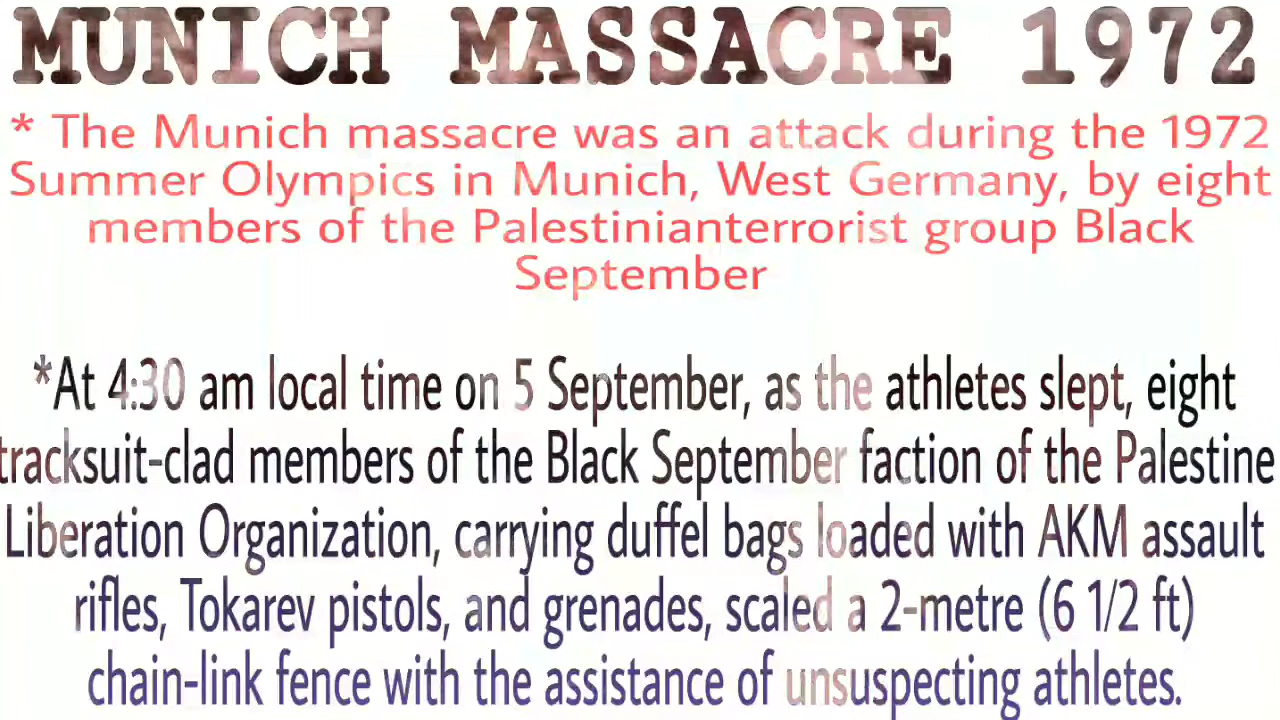 MUNICH MASSACRE 1972
* The Munich massacre was an attack during the 1972
Summer Olympics in Munich, West Germany, by eight
members of the Palestinianterrorist group Black
September
*At 4:30 am local time on 5 September, as the athletes slept, eight
tracksuit-clad members of the Black September faction of the Palestine
Liberation Organization, carrying duffel bags loaded with AKM assault
rifles, Tokarev pistols, and grenades, scaled a 2-metre (6 1/2 ft)
chain-link fence with the assistance of unsuspecting athletes.